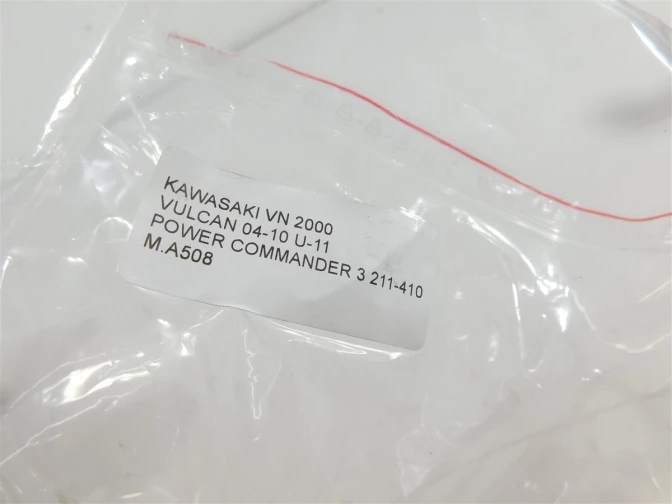 KAWASAKI VN 2000
VULCAN 04-10 U-11
POWER COMMANDER 3 211-410
M.A508